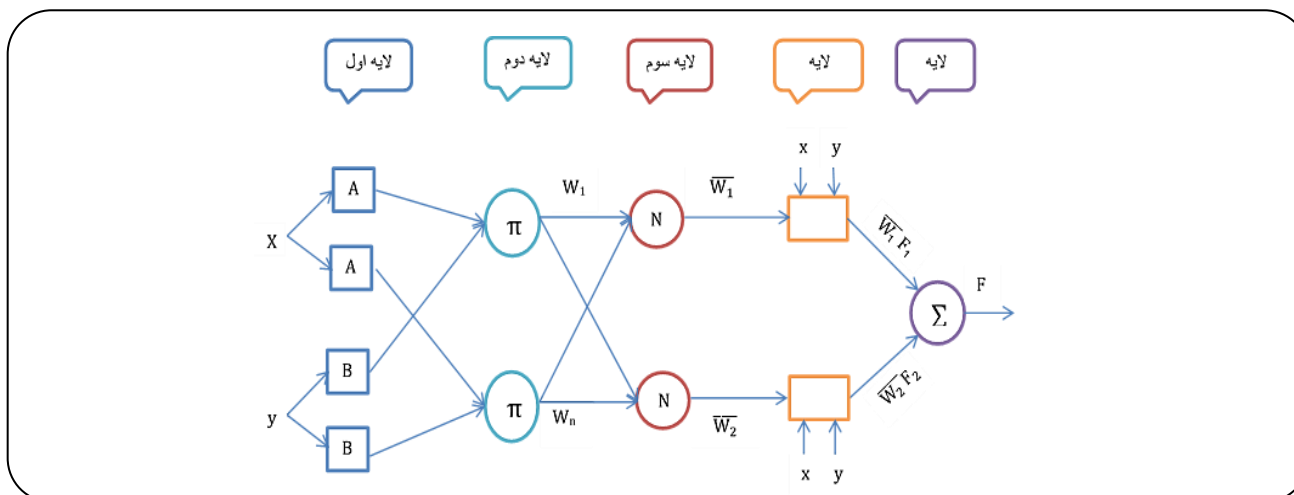 لایه اول
لایه دوم
لایه سوم
لایه
لایه
x y
A
W₁
W̅₁
π
N
X
A
W̅₁ F₁
F
Σ
B
y
W̅₂ F₂
π
Wₙ
N
W̅₂
B
x y